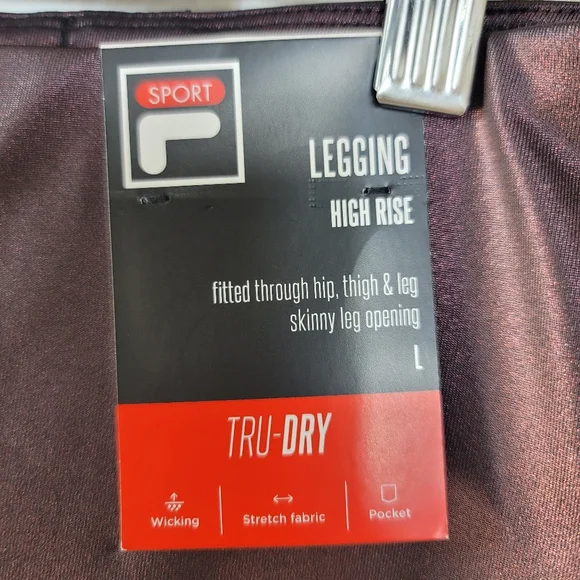 SPORT
LEGGING
HIGH RISE
fitted through hip, thigh & leg
skinny leg opening
L
TRU-DRY
Wicking
Stretch fabric
Pocket